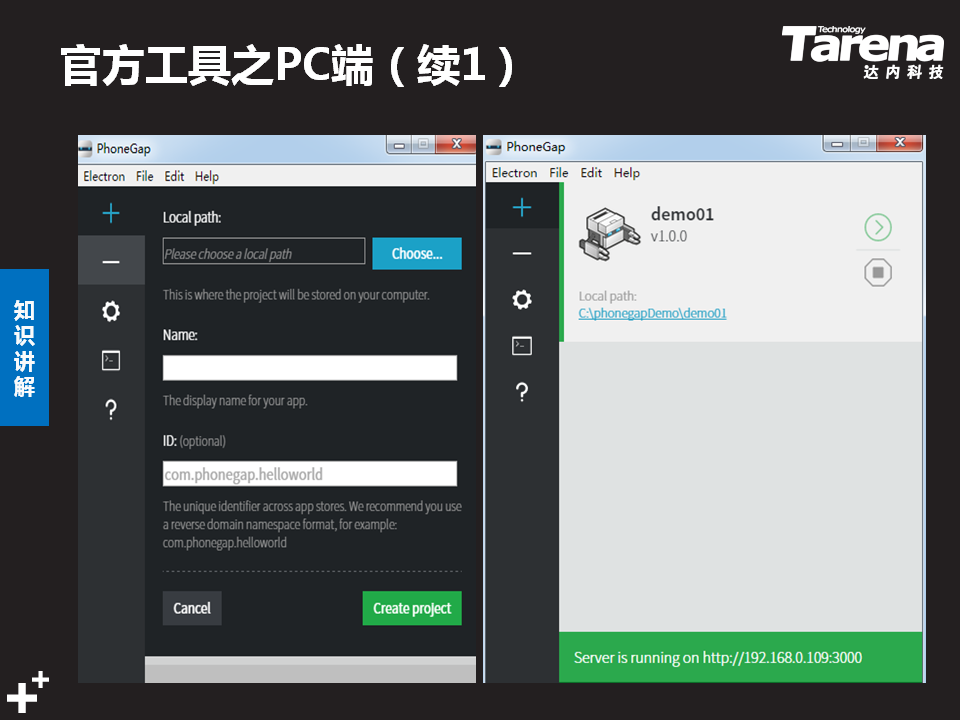 官方工具之PC端（续1）
Technology
Tarena
达内科技
知识讲解
PhoneGap
Electron File Edit Help
Local path:
Please choose a local path
Choose...
This is where the project will be stored on your computer.
Name:
The display name for your app.
ID: (optional)
com.phonegap.helloworld
The unique identifier across app stores. We recommend you use
a reverse domain namespace format, for example:
com.phonegap.helloworld
Cancel
Create project
PhoneGap
Electron File Edit Help
demo01
v1.0.0
Local path:
C:\phonegapDemo\demo01
Server is running on http://192.168.0.109:3000